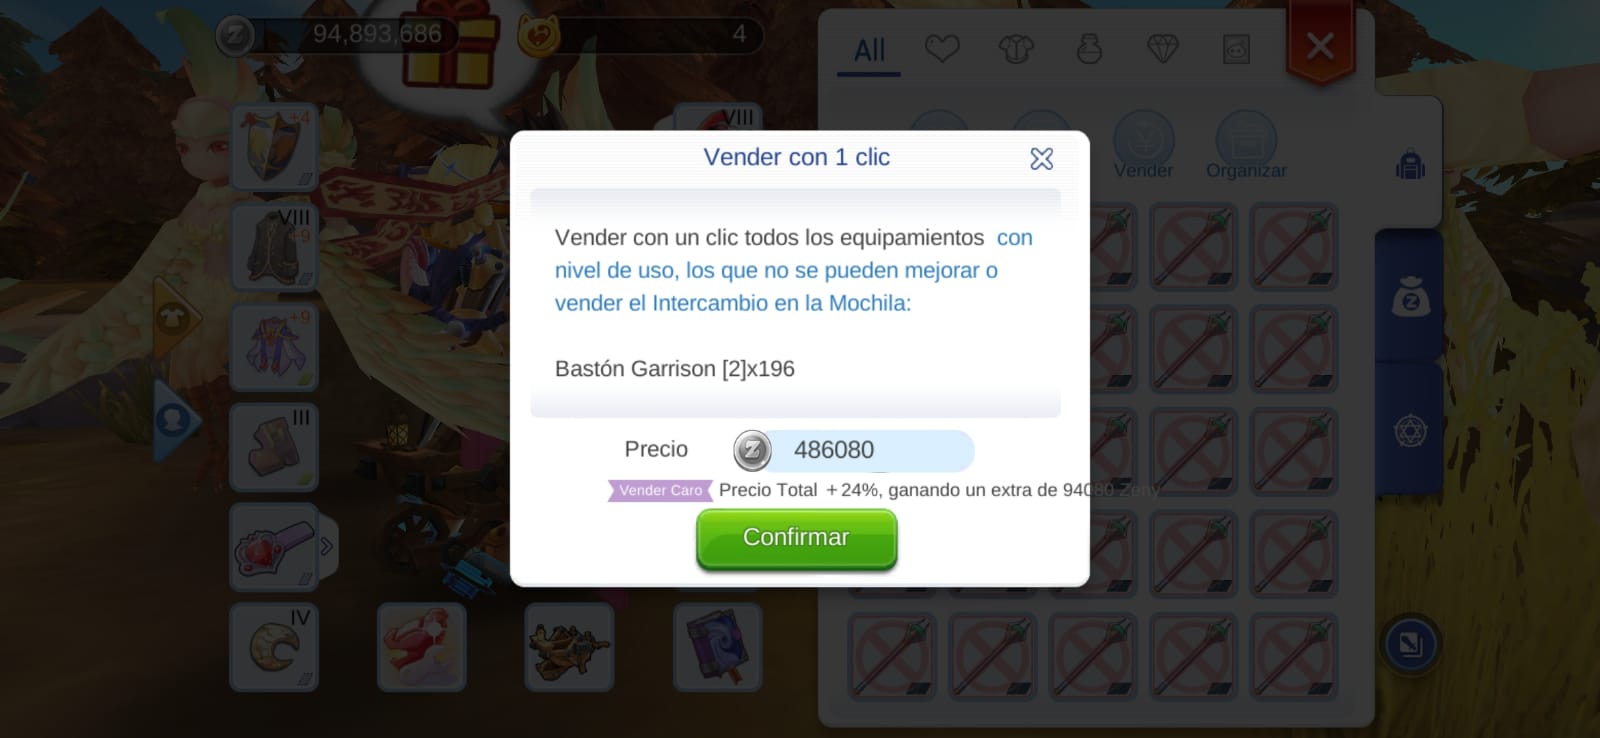 94,893,686
4
All
VIII
+4
Vender con 1 clic
Vender
Organizar
Vender con un clic todos los equipamientos con
nivel de uso, los que no se pueden mejorar o
vender el Intercambio en la Mochila:
VIII
+9
+9
Bastón Garrison [2]x196
III
Precio
486080
Vender Caro
Precio Total +24%, ganando un extra de 94080 Zeny
Confirmar
IV